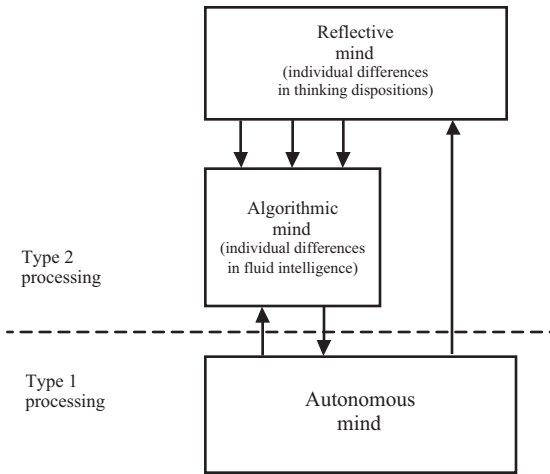 Reflective
mind
(individual differences
in thinking dispositions)
Algorithmic
mind
(individual differences
in fluid intelligence)
Type 2
processing
Type 1
processing
Autonomous
mind